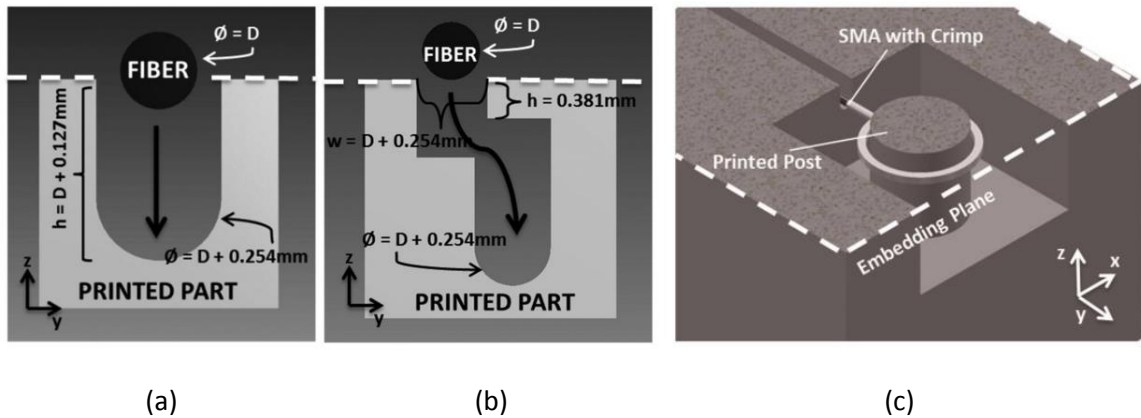 Ø = D
FIBER
h = D + 0.127mm
Ø = D + 0.254mm
PRINTED PART
z
y
Ø = D
FIBER
h = 0.381mm
w = D + 0.254mm
Ø = D + 0.254mm
PRINTED PART
z
y
SMA with Crimp
Printed Post
Embedding Plane
z
x
y
(a)
(b)
(c)